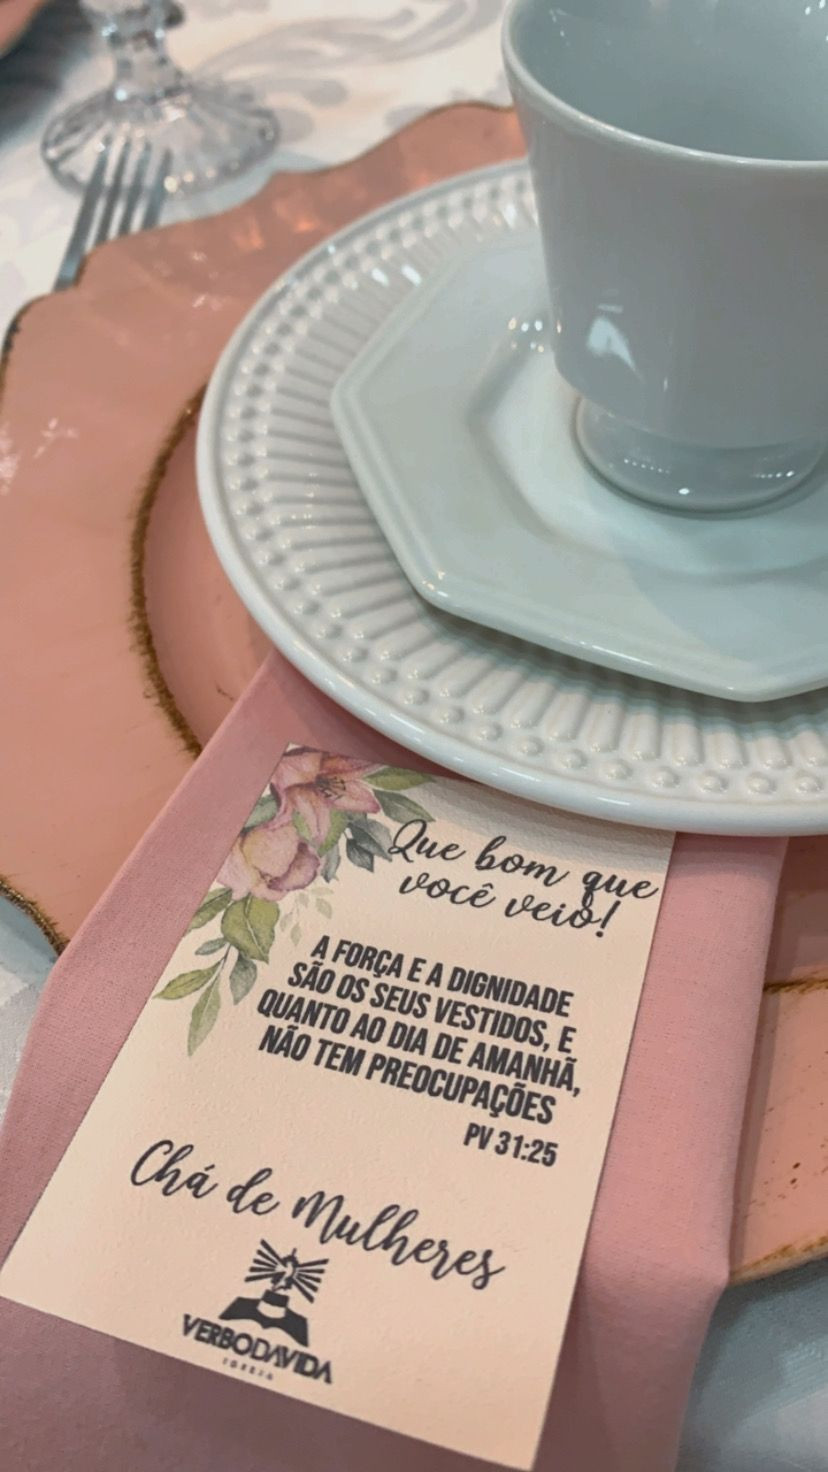 Que bom que
você veio!
A FORÇA E A DIGNIDADE
SÃO OS SEUS VESTIDOS, E
QUANTO AO DIA DE AMANHÃ,
NÃO TEM PREOCUPAÇÕES
PV 31:25
Chá de Mulheres
VERBODAVIDA
IGREJA